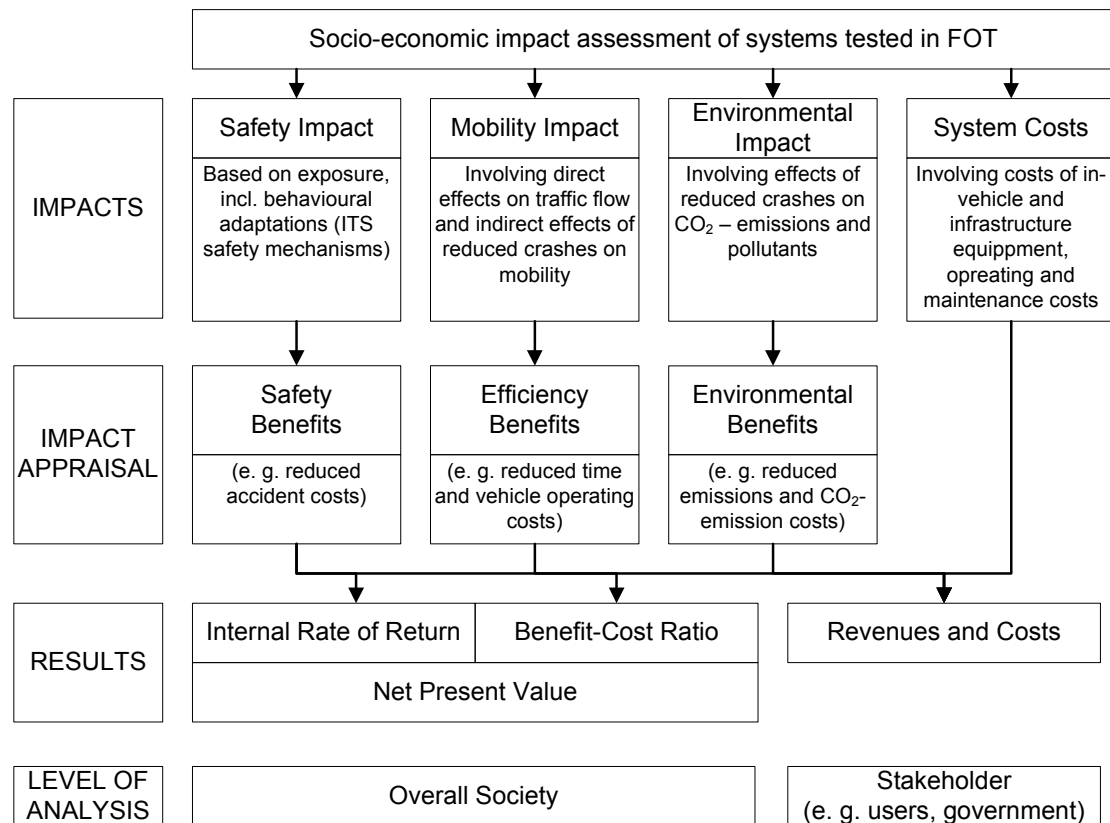 Socio-economic impact assessment of systems tested in FOT
IMPACTS
Safety Impact
Based on exposure,
incl. behavioural
adaptations (ITS
safety mechanisms)
Mobility Impact
Involving direct
effects on traffic flow
and indirect effects of
reduced crashes on
mobility
Environmental
Impact
Involving effects of
reduced crashes on
CO₂ – emissions and
pollutants
System Costs
Involving costs of in-
vehicle and
infrastructure
equippment,
opreating and
maintenance costs
IMPACT
APPRAISAL
Safety
Benefits
(e. g. reduced
accident costs)
Efficiency
Benefits
(e. g. reduced time
and vehicle operating
costs)
Environmental
Benefits
(e. g. reduced
emissions and CO₂-
emission costs)
RESULTS
Internal Rate of Return
Benefit-Cost Ratio
Net Present Value
Revenues and Costs
LEVEL OF
ANALYSIS
Overall Society
Stakeholder
(e. g. users, government)